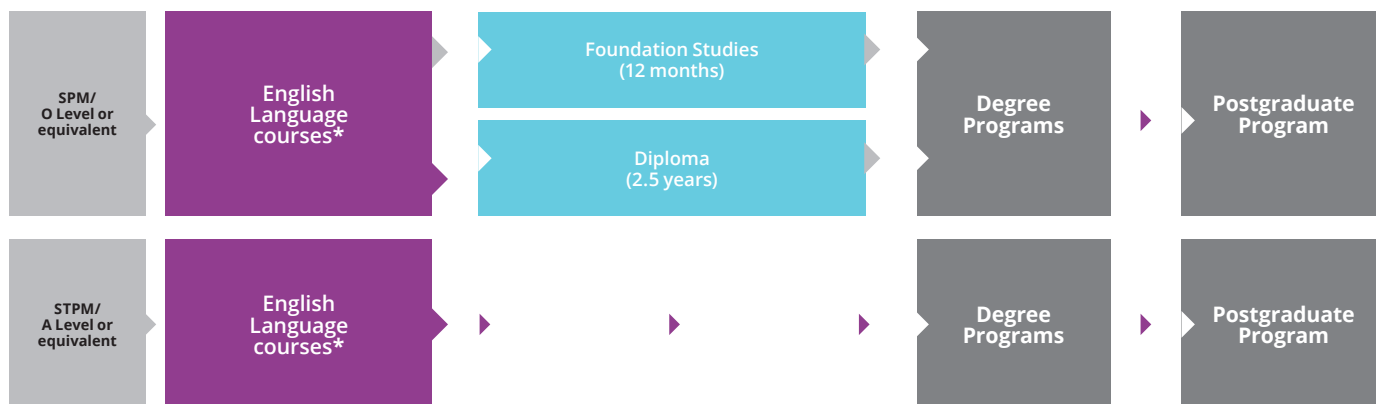 SPM/
O Level or
equivalent
English
Language
courses*
Foundation Studies
(12 months)
Diploma
(2.5 years)
Degree
Programs
Postgraduate
Program
STPM/
A Level or
equivalent
English
Language
courses*
Degree
Programs
Postgraduate
Program